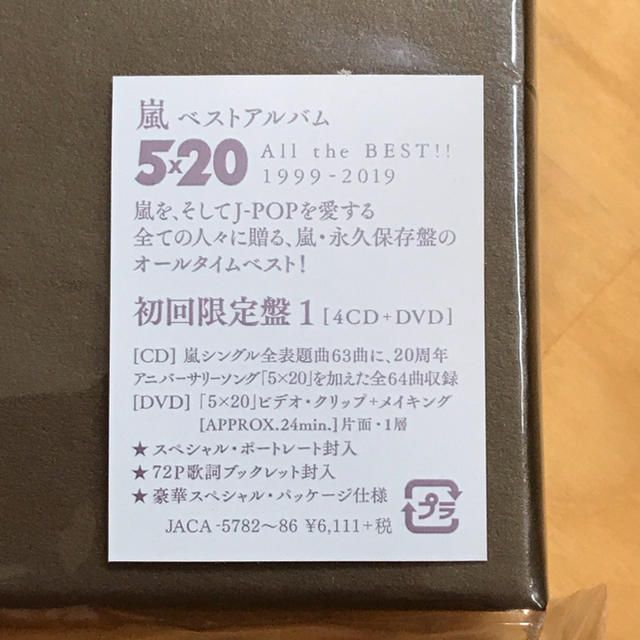 嵐 ベストアルバム
5×20 All the BEST!!
1999-2019
嵐を、そしてJ-POPを愛する
全ての人々に贈る、嵐・永久保存盤の
オールタイムベスト!
初回限定盤 1 [4CD+DVD]
[CD] 嵐シングル全表題曲63曲に、20周年
アニバーサリーソング「5×20」を加えた全64曲収録
[DVD]「5×20」ビデオ・クリップ+メイキング
[APPROX.24min.]片面・1層
★スペシャル・ポートレート封入
★72P歌詞ブックレット封入
★豪華スペシャル・パッケージ仕様
プラ
JACA-5782〜86 ¥6,111+税